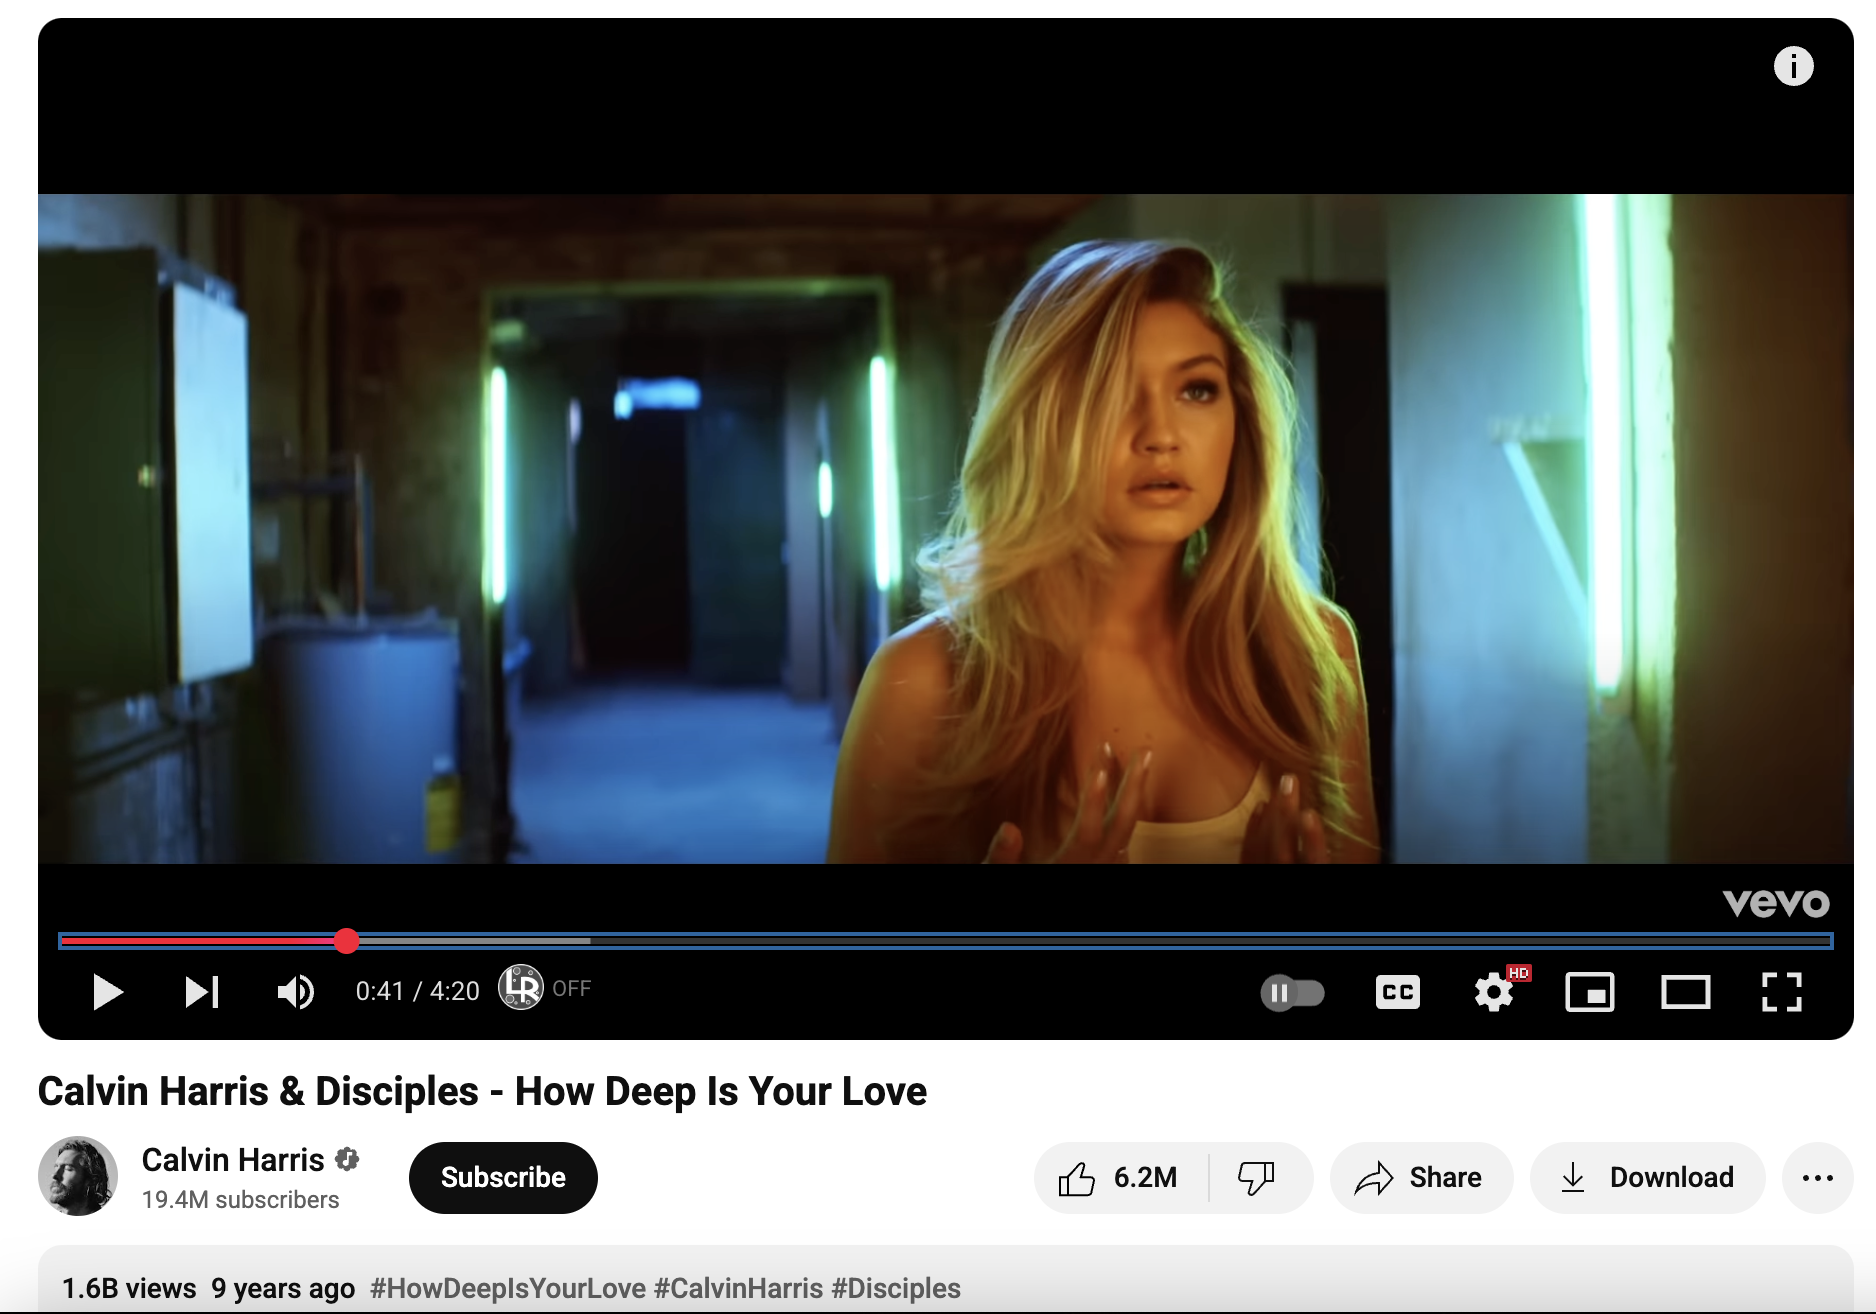 vevo
0:41 / 4:20 LR OFF
CC HD
Calvin Harris & Disciples - How Deep Is Your Love
Calvin Harris
19.4M subscribers
Subscribe
6.2M
Share
Download
1.6B views 9 years ago #HowDeepIsYourLove #CalvinHarris #Disciples